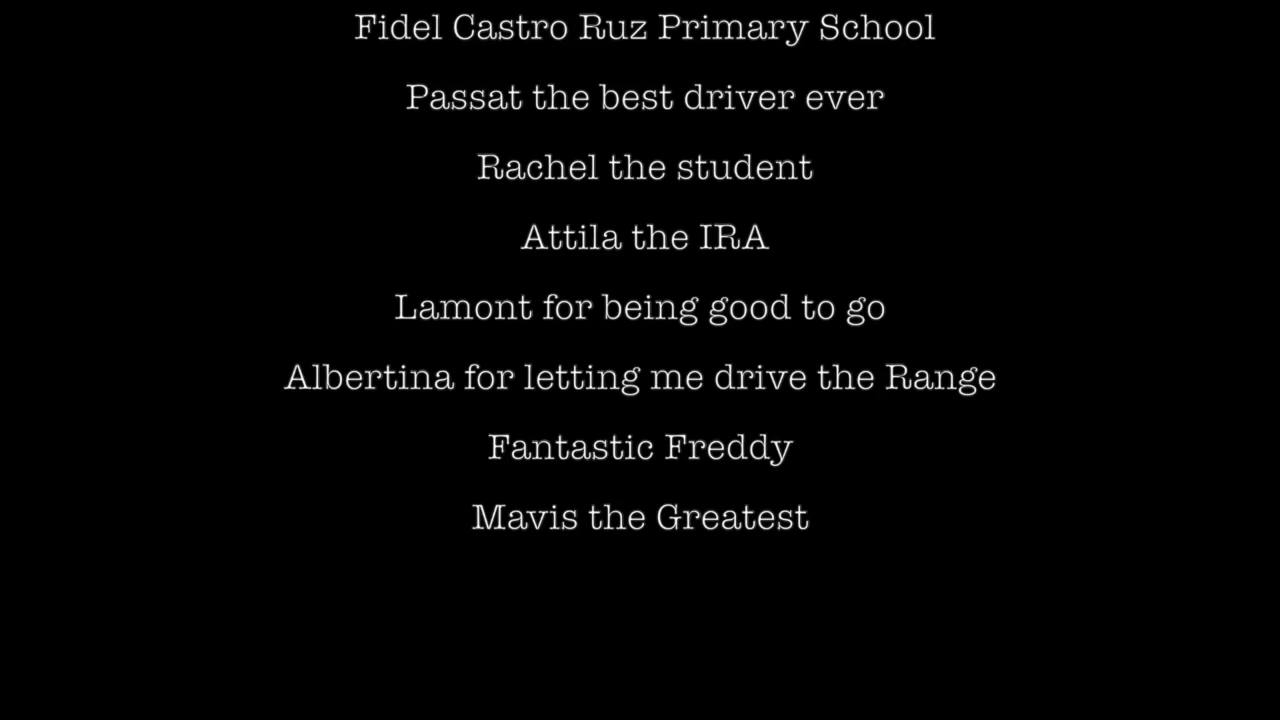 Fidel Castro Ruz Primary School
Passat the best driver ever
Rachel the student
Attila the IRA
Lamont for being good to go
Albertina for letting me drive the Range
Fantastic Freddy
Mavis the Greatest